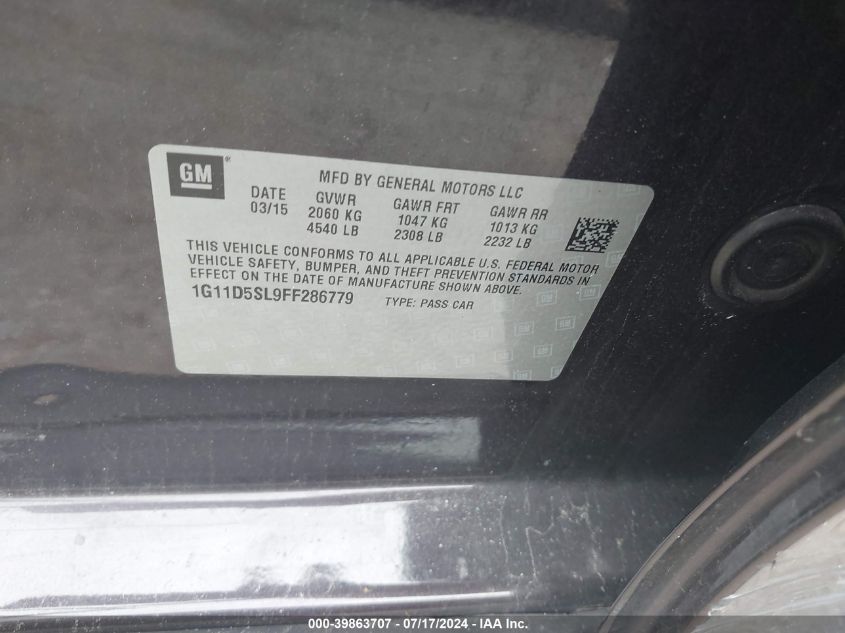 GM
MFD BY GENERAL MOTORS LLC
DATE GVWR GAWR FRT GAWR RR
03/15 2060 KG 1047 KG 1013 KG
4540 LB 2308 LB 2232 LB
THIS VEHICLE CONFORMS TO ALL APPLICABLE U.S. FEDERAL MOTOR
VEHICLE SAFETY, BUMPER, AND THEFT PREVENTION STANDARDS IN
EFFECT ON THE DATE OF MANUFACTURE SHOWN ABOVE.
1G11D5SL9FF286779 TYPE: PASS CAR
000-39863707 - 07/17/2024 - IAA Inc.